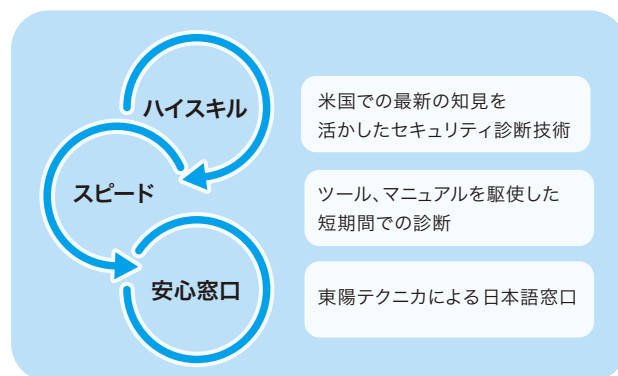 ハイスキル
米国での最新の知見を
活かしたセキュリティ診断技術
スピード
ツール、マニュアルを駆使した
短期間での診断
安心窓口
東陽テクニカによる日本語窓口